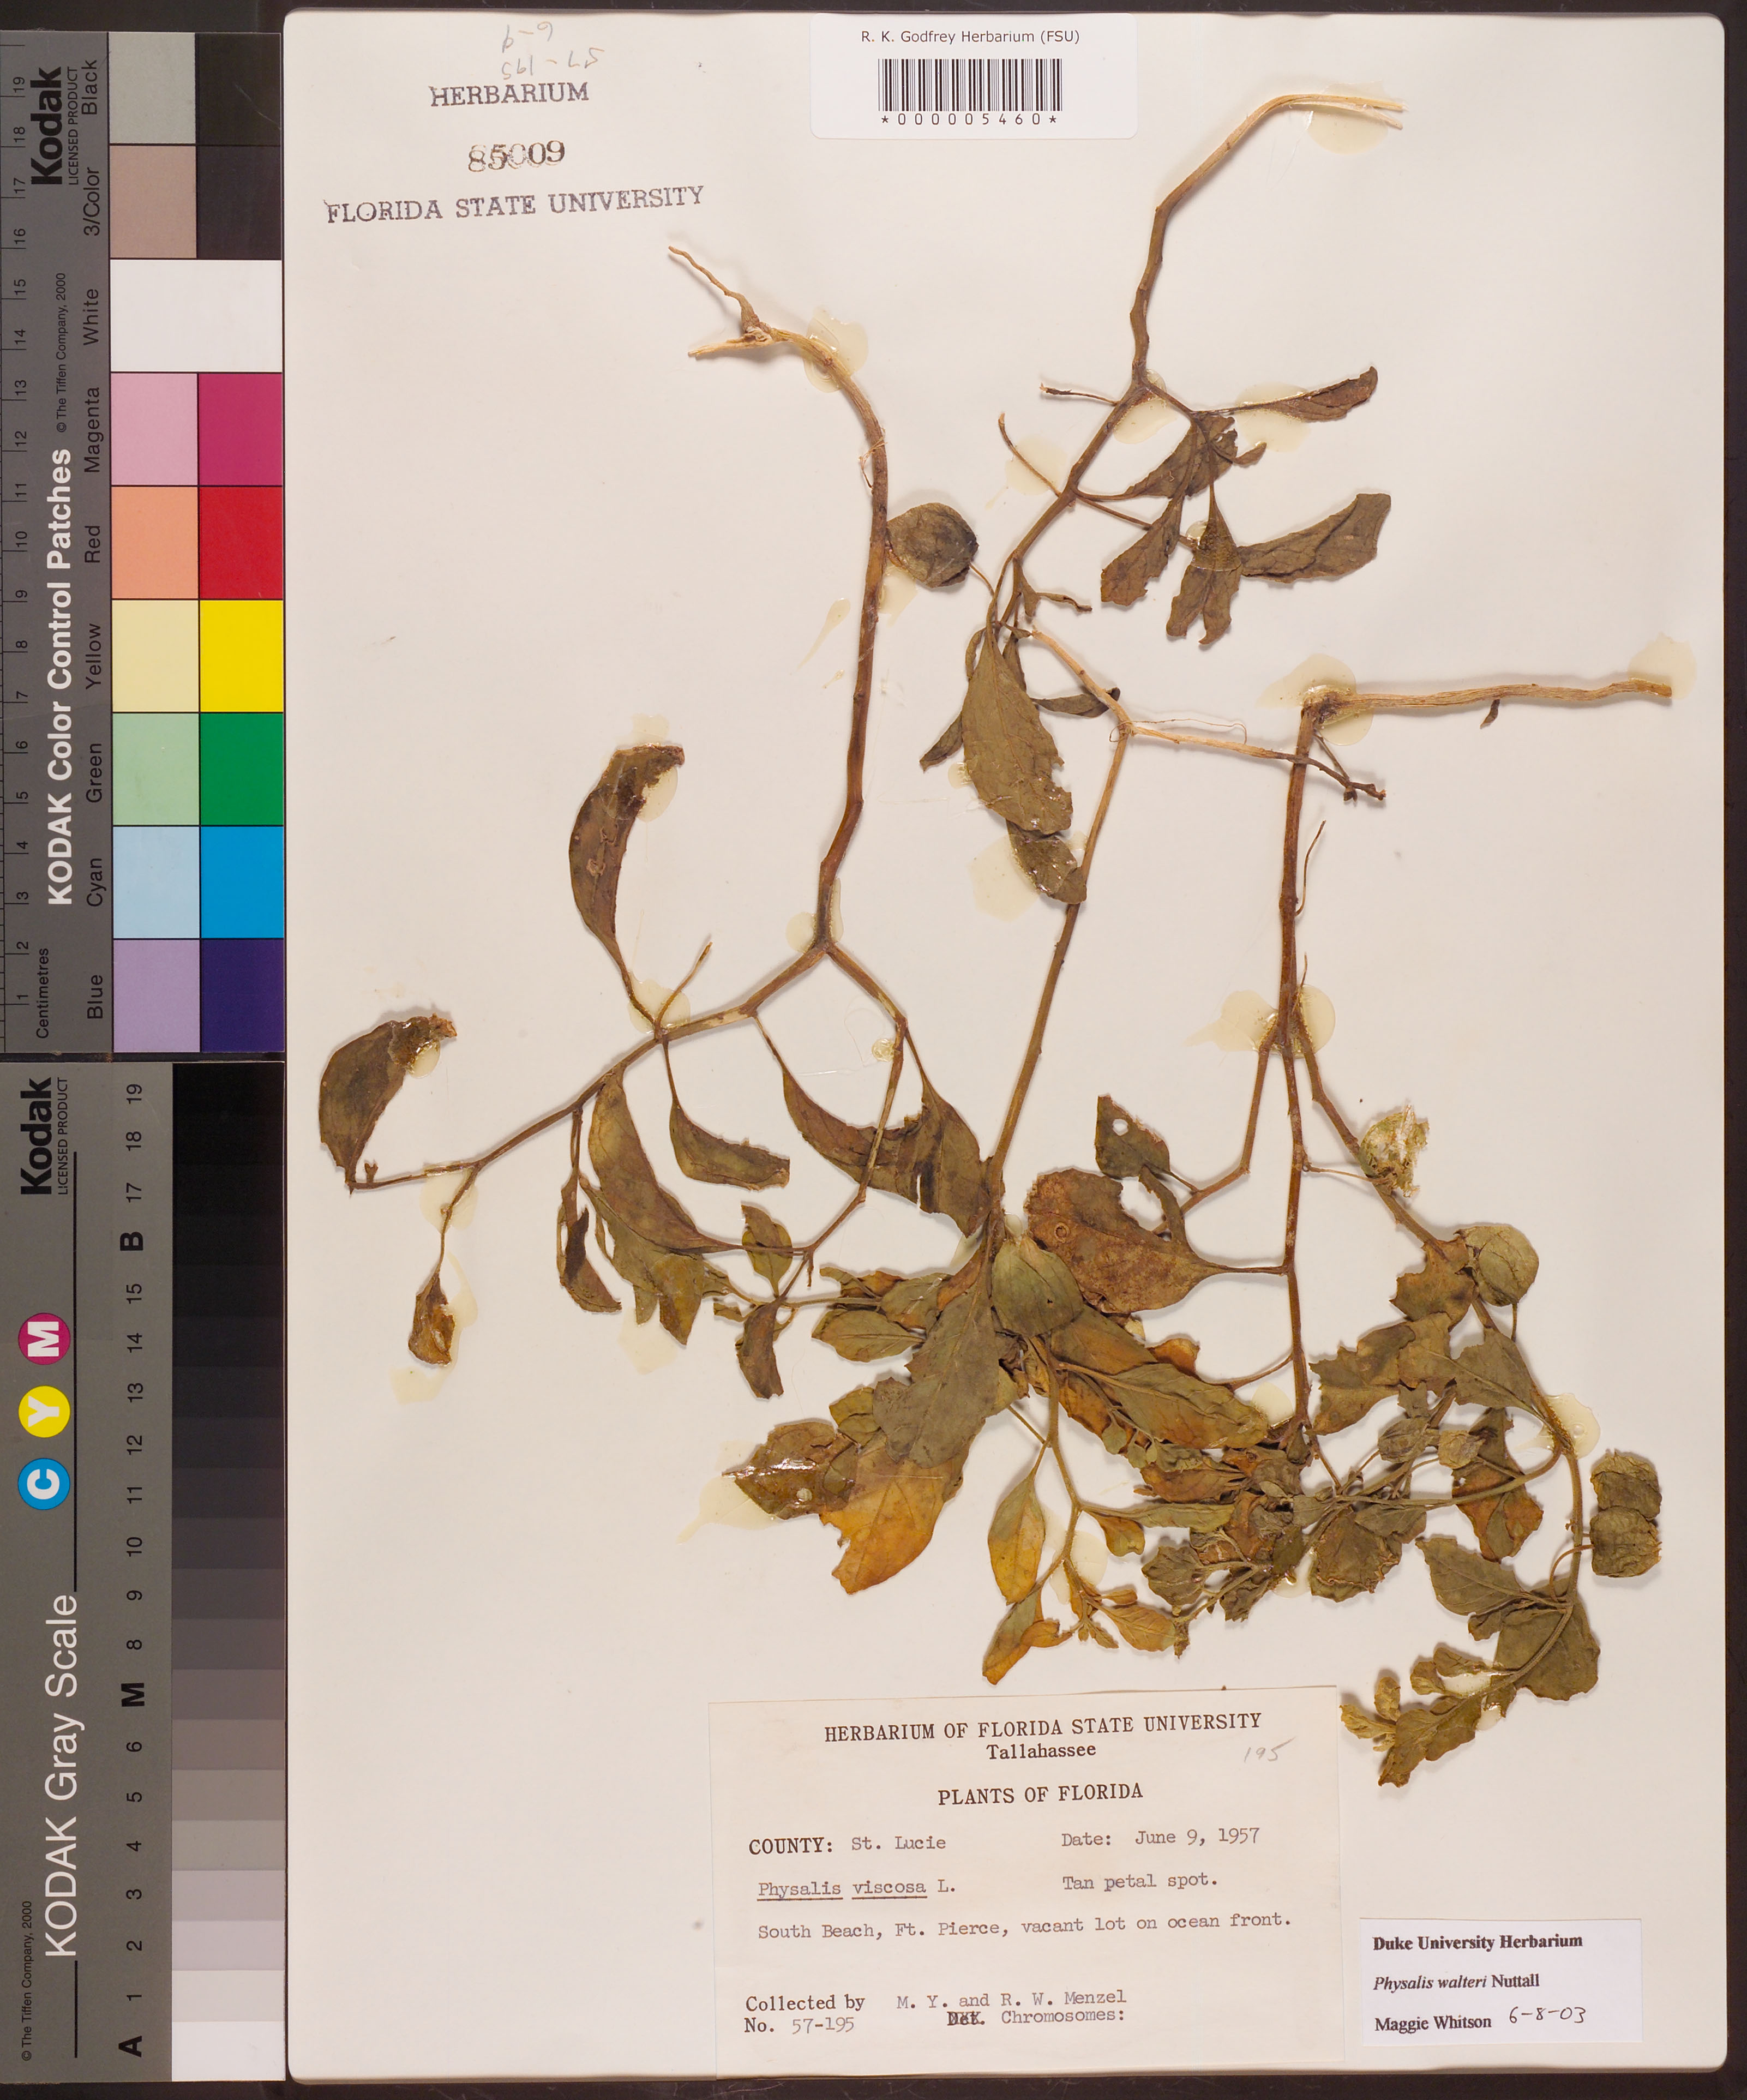 R. K. Godfrey Herbarium (FSU)
*000005460*
6-9
57-195
HERBARIUM
85009
FLORIDA STATE UNIVERSITY
HERBARIUM OF FLORIDA STATE UNIVERSITY
Tallahassee
195
PLANTS OF FLORIDA
COUNTY: St. Lucie Date: June 9, 1957
Physalis viscosa L. Tan petal spot.
South Beach, Ft. Pierce, vacant lot on ocean front.
Collected by M. Y. and R. W. Menzel
No. 57-195 Det. Chromosomes:
Duke University Herbarium
Physalis walteri Nuttall
Maggie Whitson 6-8-03
Kodak
LICENSED PRODUCT
KODAK Color Control Patches
© The Tiffen Company, 2000
Centimetres
1 2 3 4 5 6 7 8 9 10 11 12 13 14 15 16 17 18 19
Blue Cyan Green Yellow Red Magenta White 3/Color Black
Kodak
LICENSED PRODUCT
KODAK Gray Scale
© The Tiffen Company, 2000
C Y M
A 1 2 3 4 5 6 M 8 9 10 11 12 13 14 15 B 17 18 19